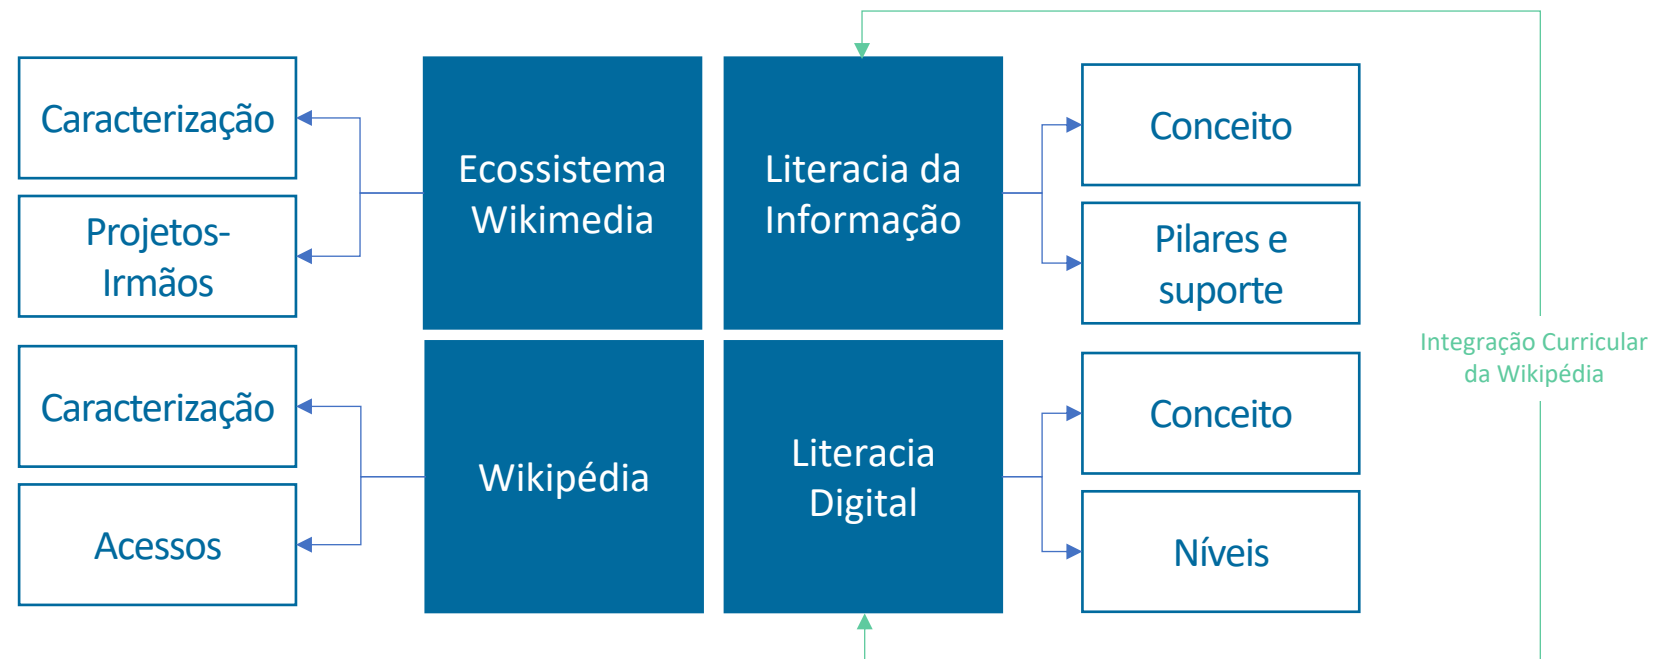 Caracterização
Projetos-
Irmãos
Ecossistema
Wikimedia
Literacia da
Informação
Conceito
Pilares e
suporte
Caracterização
Acessos
Wikipédia
Literacia
Digital
Conceito
Níveis
Integração Curricular
da Wikipédia